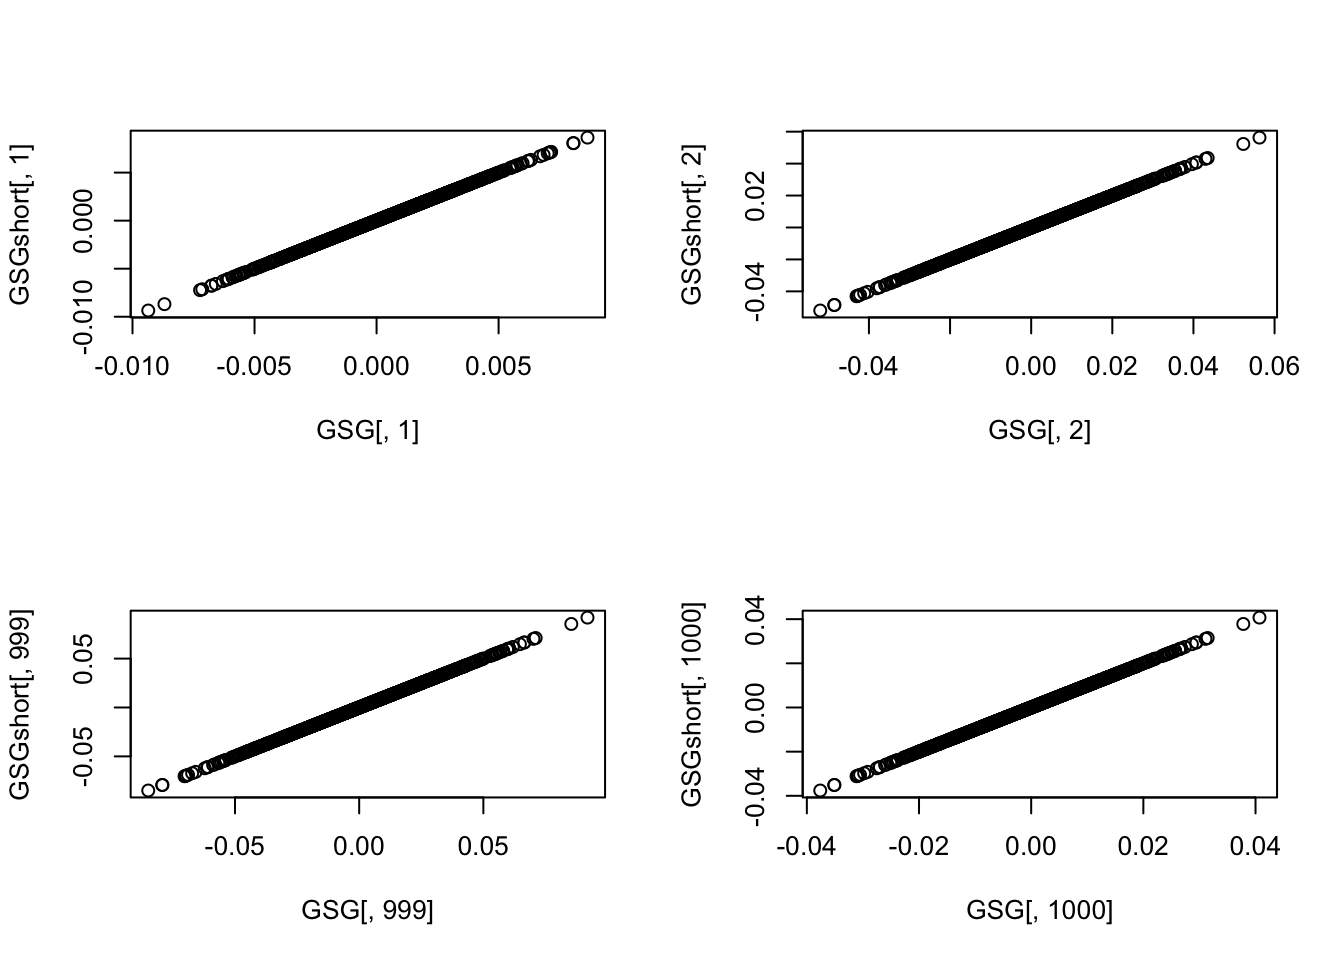 GSGshort[, 1]
-0.010 0.000
-0.010 -0.005 0.000 0.005
GSG[, 1]
GSGshort[, 2]
-0.04 0.02
-0.04 0.00 0.02 0.04 0.06
GSG[, 2]
GSGshort[, 999]
-0.05 0.05
-0.05 0.00 0.05
GSG[, 999]
GSGshort[, 1000]
-0.04 0.00 0.04
-0.04 -0.02 0.00 0.02 0.04
GSG[, 1000]